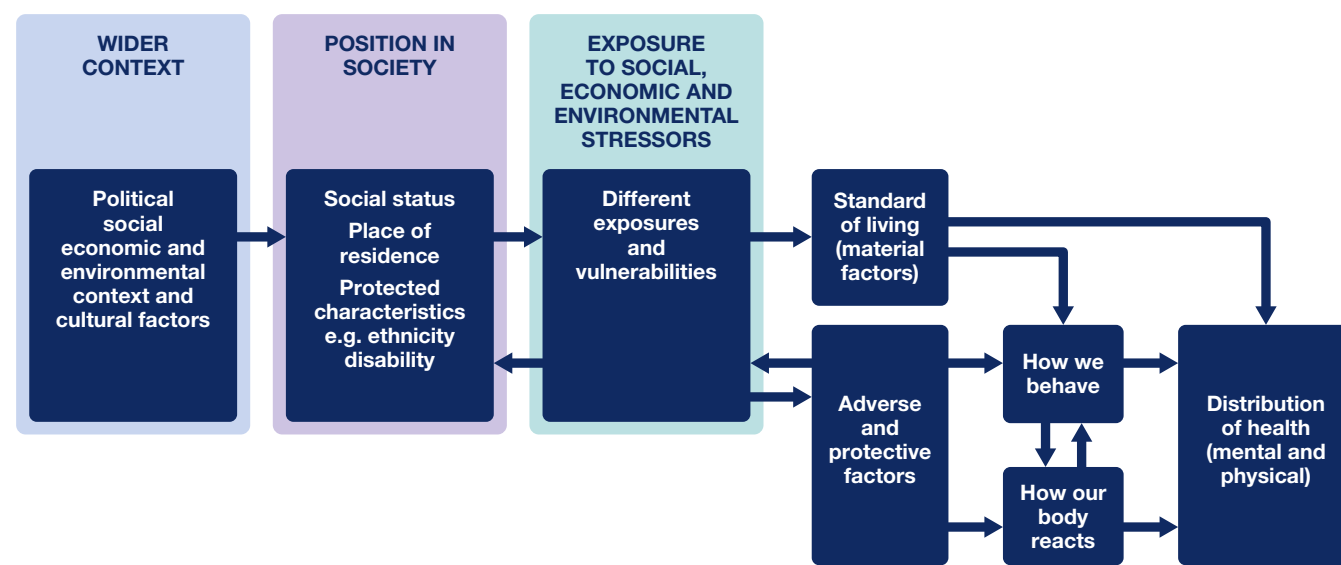 WIDER
CONTEXT
POSITION IN
SOCIETY
EXPOSURE
TO SOCIAL,
ECONOMIC AND
ENVIRONMENTAL
STRESSORS
Political
social
economic and
environmental
context and
cultural factors
Social status
Place of
residence
Protected
characteristics
e.g. ethnicity
disability
Different
exposures
and
vulnerabilities
Standard
of living
(material
factors)
Adverse
and
protective
factors
How we
behave
How our
body
reacts
Distribution
of health
(mental and
physical)